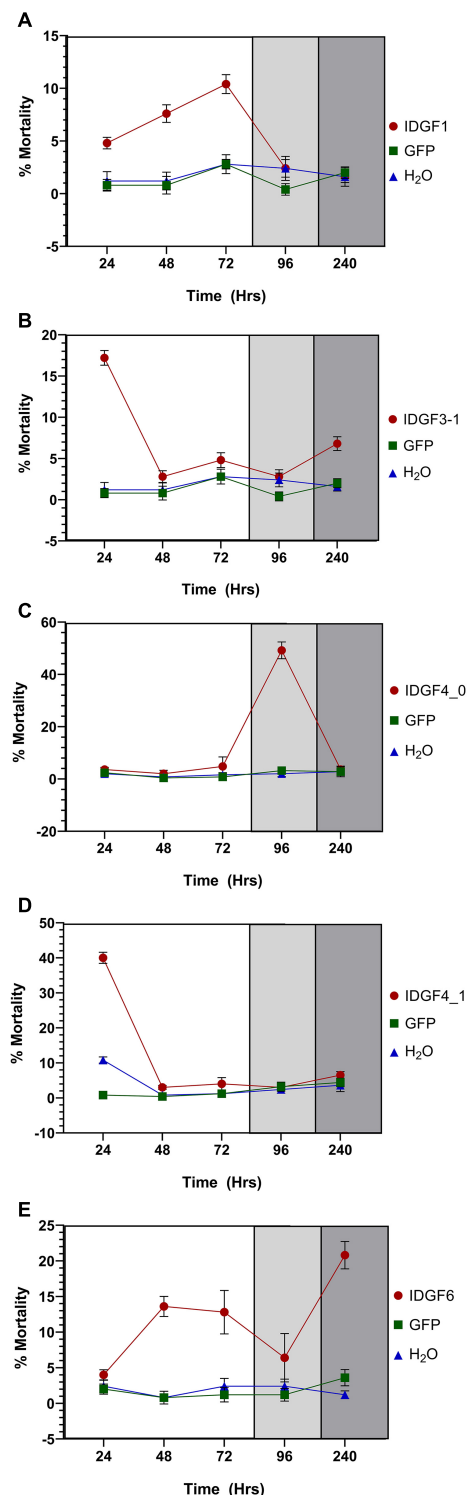 A
% Mortality
15
10
5
0
-5
24 48 72 96 240
Time (Hrs)
IDGF1
GFP
H₂O
B
% Mortality
20
15
10
5
0
-5
24 48 72 96 240
Time (Hrs)
IDGF3-1
GFP
H₂O
C
% Mortality
60
40
20
0
-20
24 48 72 96 240
Time (Hrs)
IDGF4_0
GFP
H₂O
D
% Mortality
50
40
30
20
10
0
-10
24 48 72 96 240
Time (Hrs)
IDGF4_1
GFP
H₂O
E
% Mortality
25
20
15
10
5
0
-5
24 48 72 96 240
Time (Hrs)
IDGF6
GFP
H₂O